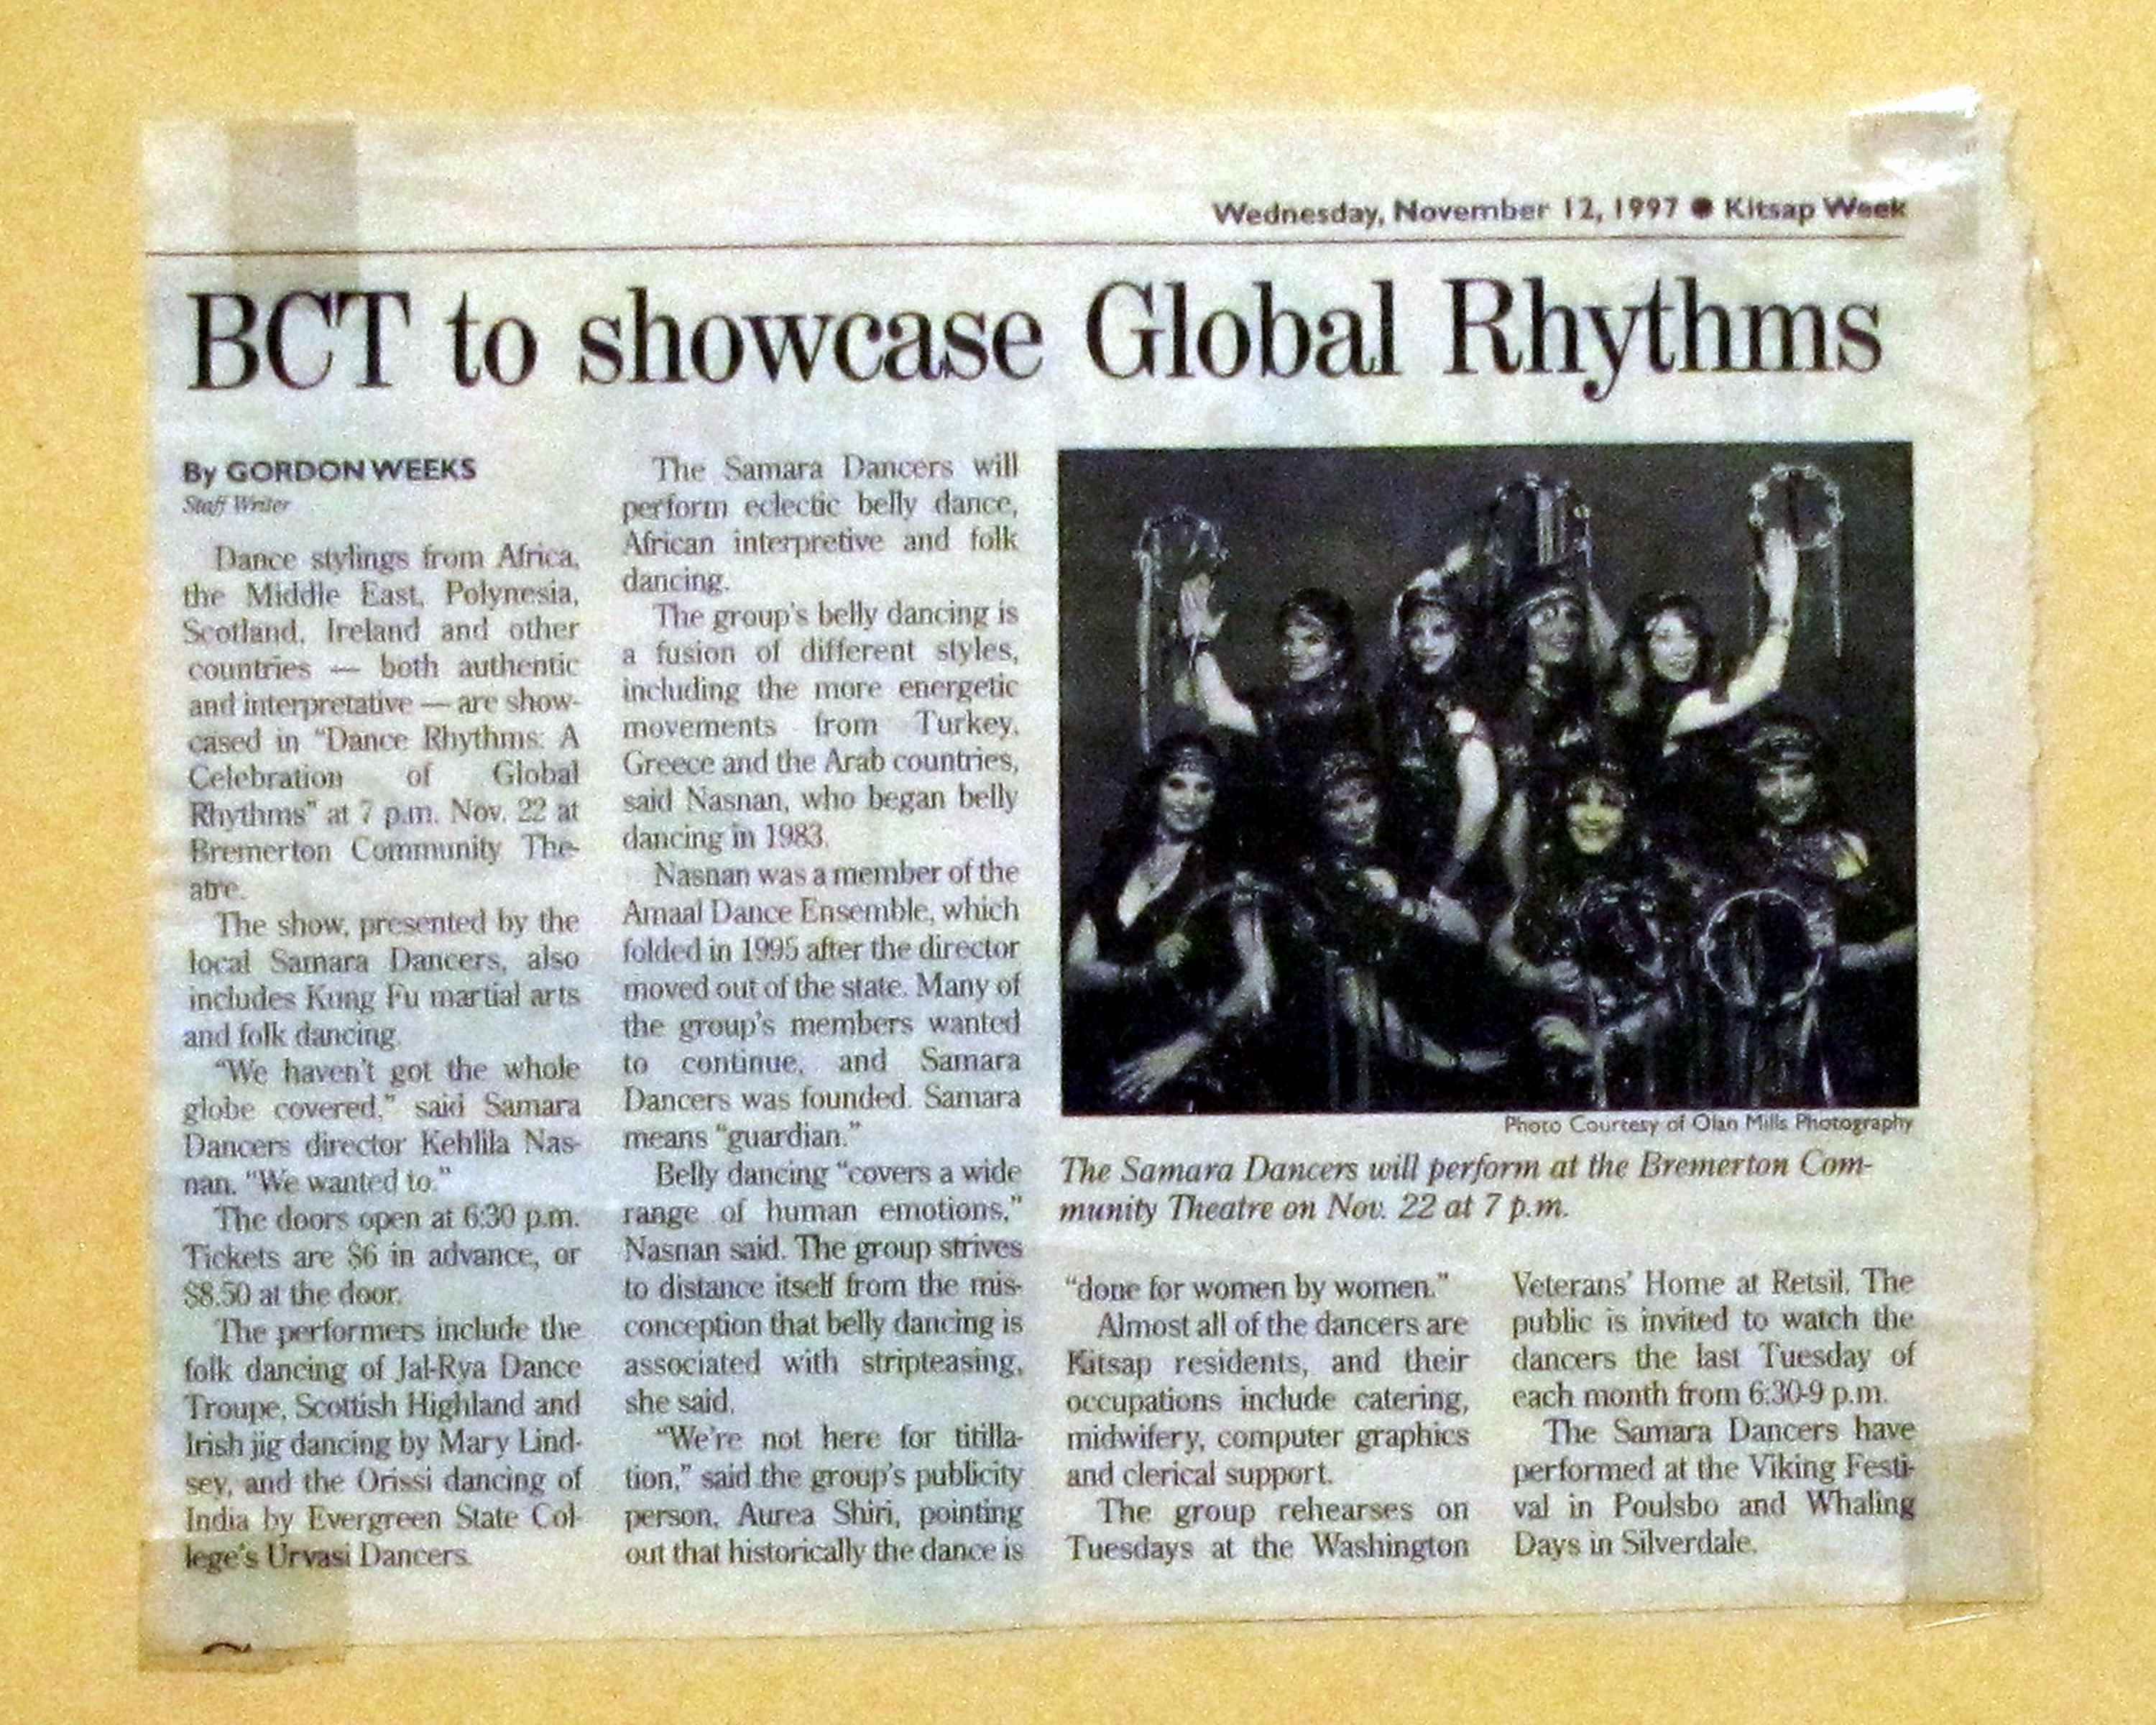 Wednesday, November 12, 1997 ● Kitsap Week
BCT to showcase Global Rhythms
By GORDON WEEKS
Staff Writer
Dance stylings from Africa,
the Middle East, Polynesia,
Scotland, Ireland and other
countries — both authentic
and interpretative — are show-
cased in "Dance Rhythms: A
Celebration of Global
Rhythms" at 7 p.m. Nov. 22 at
Bremerton Community The-
atre.
The show, presented by the
local Samara Dancers, also
includes Kung Fu martial arts
and folk dancing.
"We haven't got the whole
globe covered," said Samara
Dancers director Kehlila Nas-
nan. "We wanted to."
The doors open at 6:30 p.m.
Tickets are $6 in advance, or
$8.50 at the door.
The performers include the
folk dancing of Jal-Rya Dance
Troupe, Scottish Highland and
Irish jig dancing by Mary Lind-
sey, and the Orissi dancing of
India by Evergreen State Col-
lege's Urvasi Dancers.
The Samara Dancers will
perform eclectic belly dance,
African interpretive and folk
dancing.
The group's belly dancing is
a fusion of different styles,
including the more energetic
movements from Turkey,
Greece and the Arab countries,
said Nasnan, who began belly
dancing in 1983.
Nasnan was a member of the
Amaal Dance Ensemble, which
folded in 1995 after the director
moved out of the state. Many of
the group's members wanted
to continue, and Samara
Dancers was founded. Samara
means "guardian."
Belly dancing "covers a wide
range of human emotions,"
Nasnan said. The group strives
to distance itself from the mis-
conception that belly dancing is
associated with stripteasing,
she said.
"We're not here for titilla-
tion," said the group's publicity
person, Aurea Shiri, pointing
out that historically the dance is
Photo Courtesy of Olan Mills Photography
The Samara Dancers will perform at the Bremerton Com-
munity Theatre on Nov. 22 at 7 p.m.
"done for women by women."
Almost all of the dancers are
Kitsap residents, and their
occupations include catering,
midwifery, computer graphics
and clerical support.
The group rehearses on
Tuesdays at the Washington
Veterans' Home at Retsil. The
public is invited to watch the
dancers the last Tuesday of
each month from 6:30-9 p.m.
The Samara Dancers have
performed at the Viking Festi-
val in Poulsbo and Whaling
Days in Silverdale.